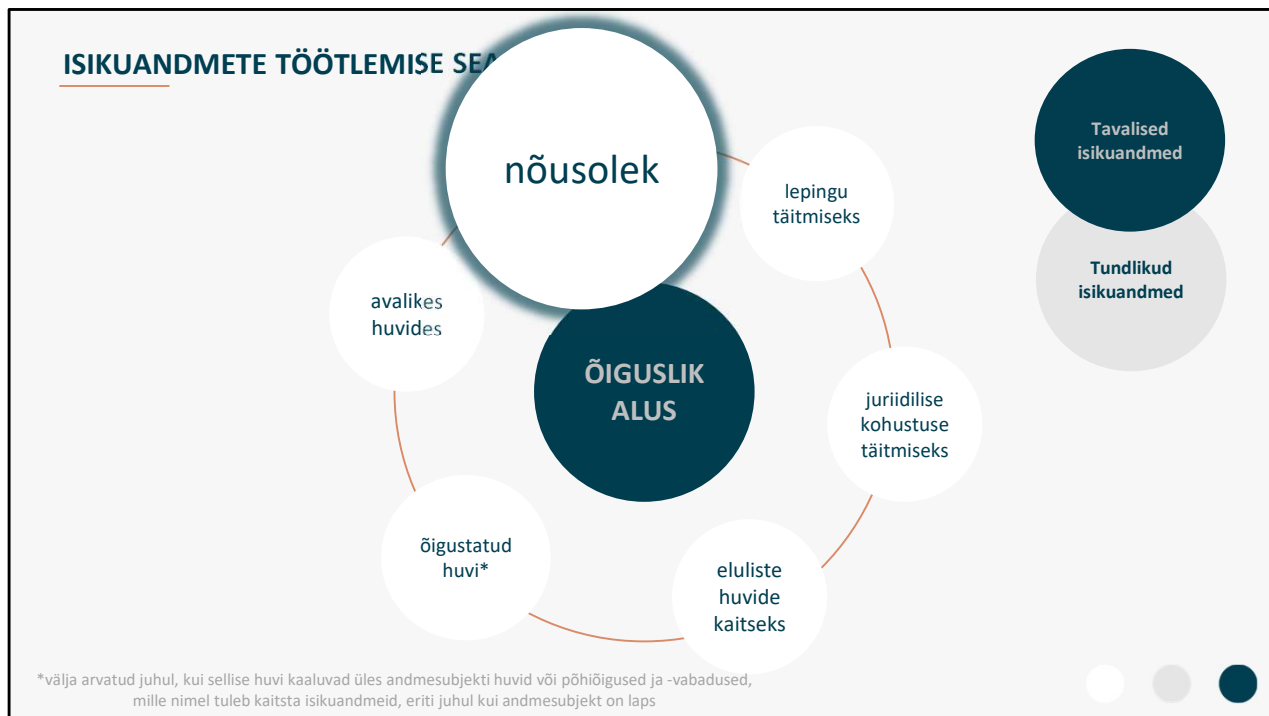 ISIKUANDMETE TÖÖTLEMISE
nõusolek
lepingu
täitmiseks
juriidilise
kohustuse
täitmiseks
eluliste
huvide
kaitseks
õigustatud
huvi*
avalikes
huvides
ÕIGUSLIK
ALUS
Tavalised
isikuandmed
Tundlikud
isikuandmed
*välja arvatud juhul, kui sellise huvi kaaluvad üles andmesubjekti huvid või põhiõigused ja -vabadused,
mille nimel tuleb kaitsta isikuandmeid, eriti juhul kui andmesubjekt on laps